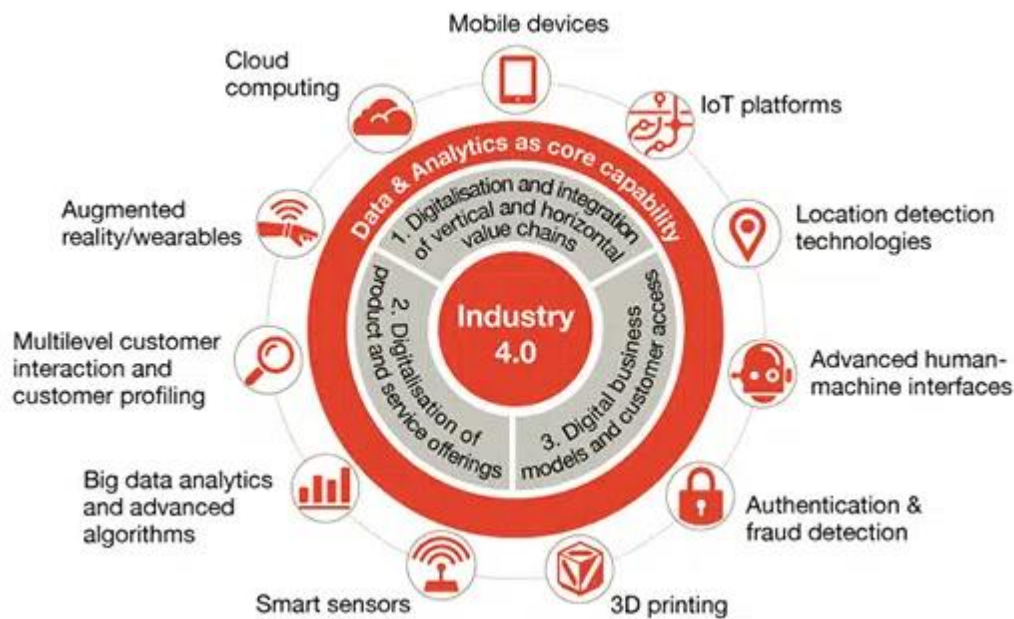 Mobile devices
Cloud
computing
IoT platforms
Data & Analytics as core capability
1. Digitalisation and integration
of vertical and horizontal
value chains
Augmented
reality/wearables
Location detection
technologies
Industry
4.0
2. Digitalisation of
product and service offerings
3. Digital business
models and customer access
Multilevel customer
interaction and
customer profiling
Advanced human-
machine interfaces
Big data analytics
and advanced
algorithms
Authentication &
fraud detection
Smart sensors
3D printing